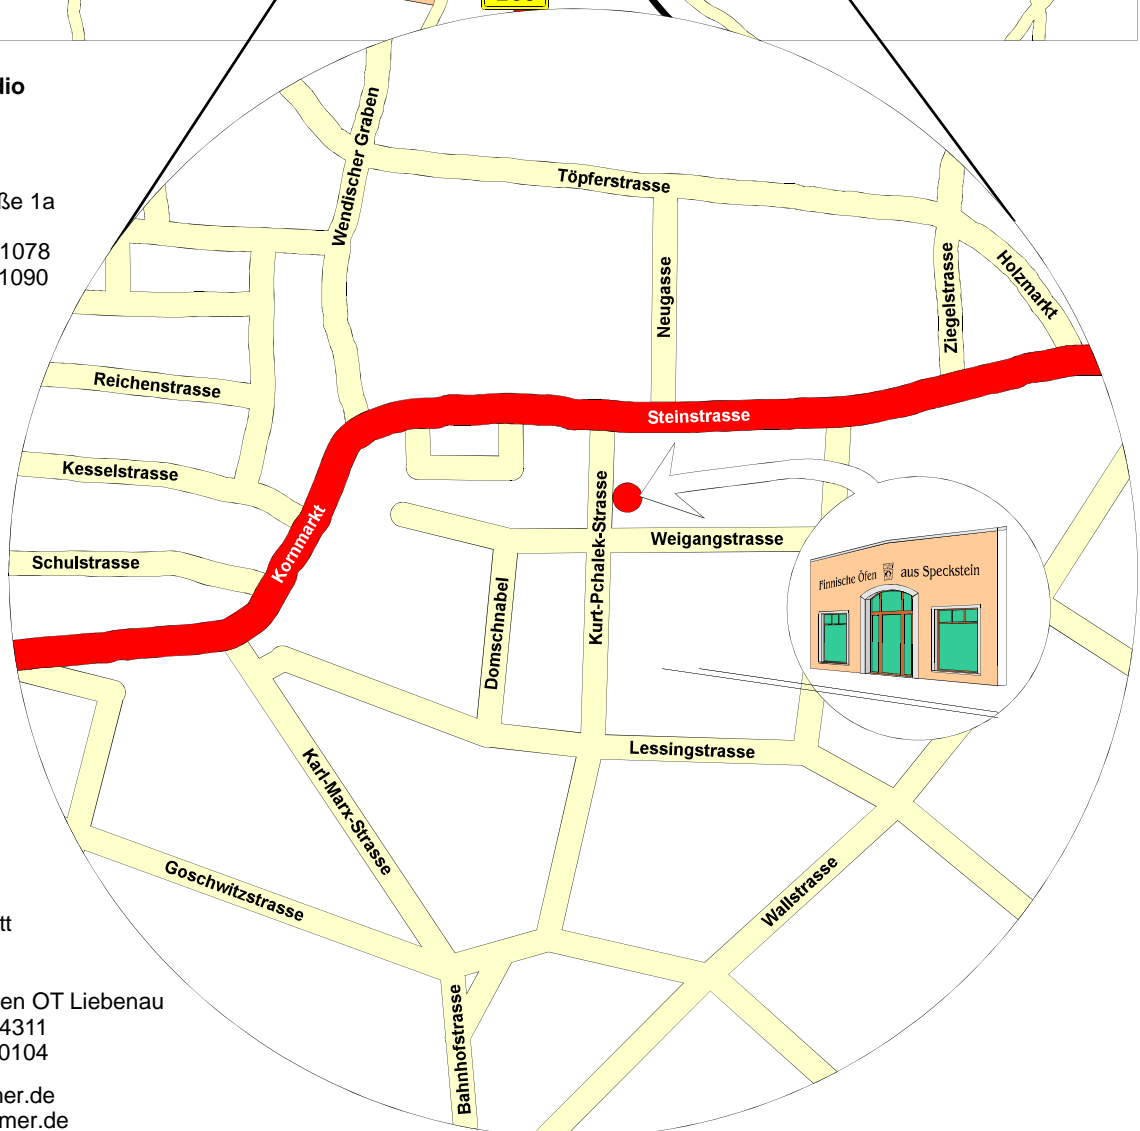 dio
ße 1a
1078
1090
Wendischer Graben
Töpferstrasse
Neugasse
Ziegelstrasse
Holzmarkt
Reichenstrasse
Steinstrasse
Kesselstrasse
Kornmarkt
Schulstrasse
Kurt-Pchalek-Strasse
Weigangstrasse
Domschnabel
Finnische Öfen aus Speckstein
Lessingstrasse
Karl-Marx-Strasse
Goschwitzstrasse
Wallstrasse
Bahnhofstrasse
tt
en OT Liebenau
4311
0104
er.de
mer.de